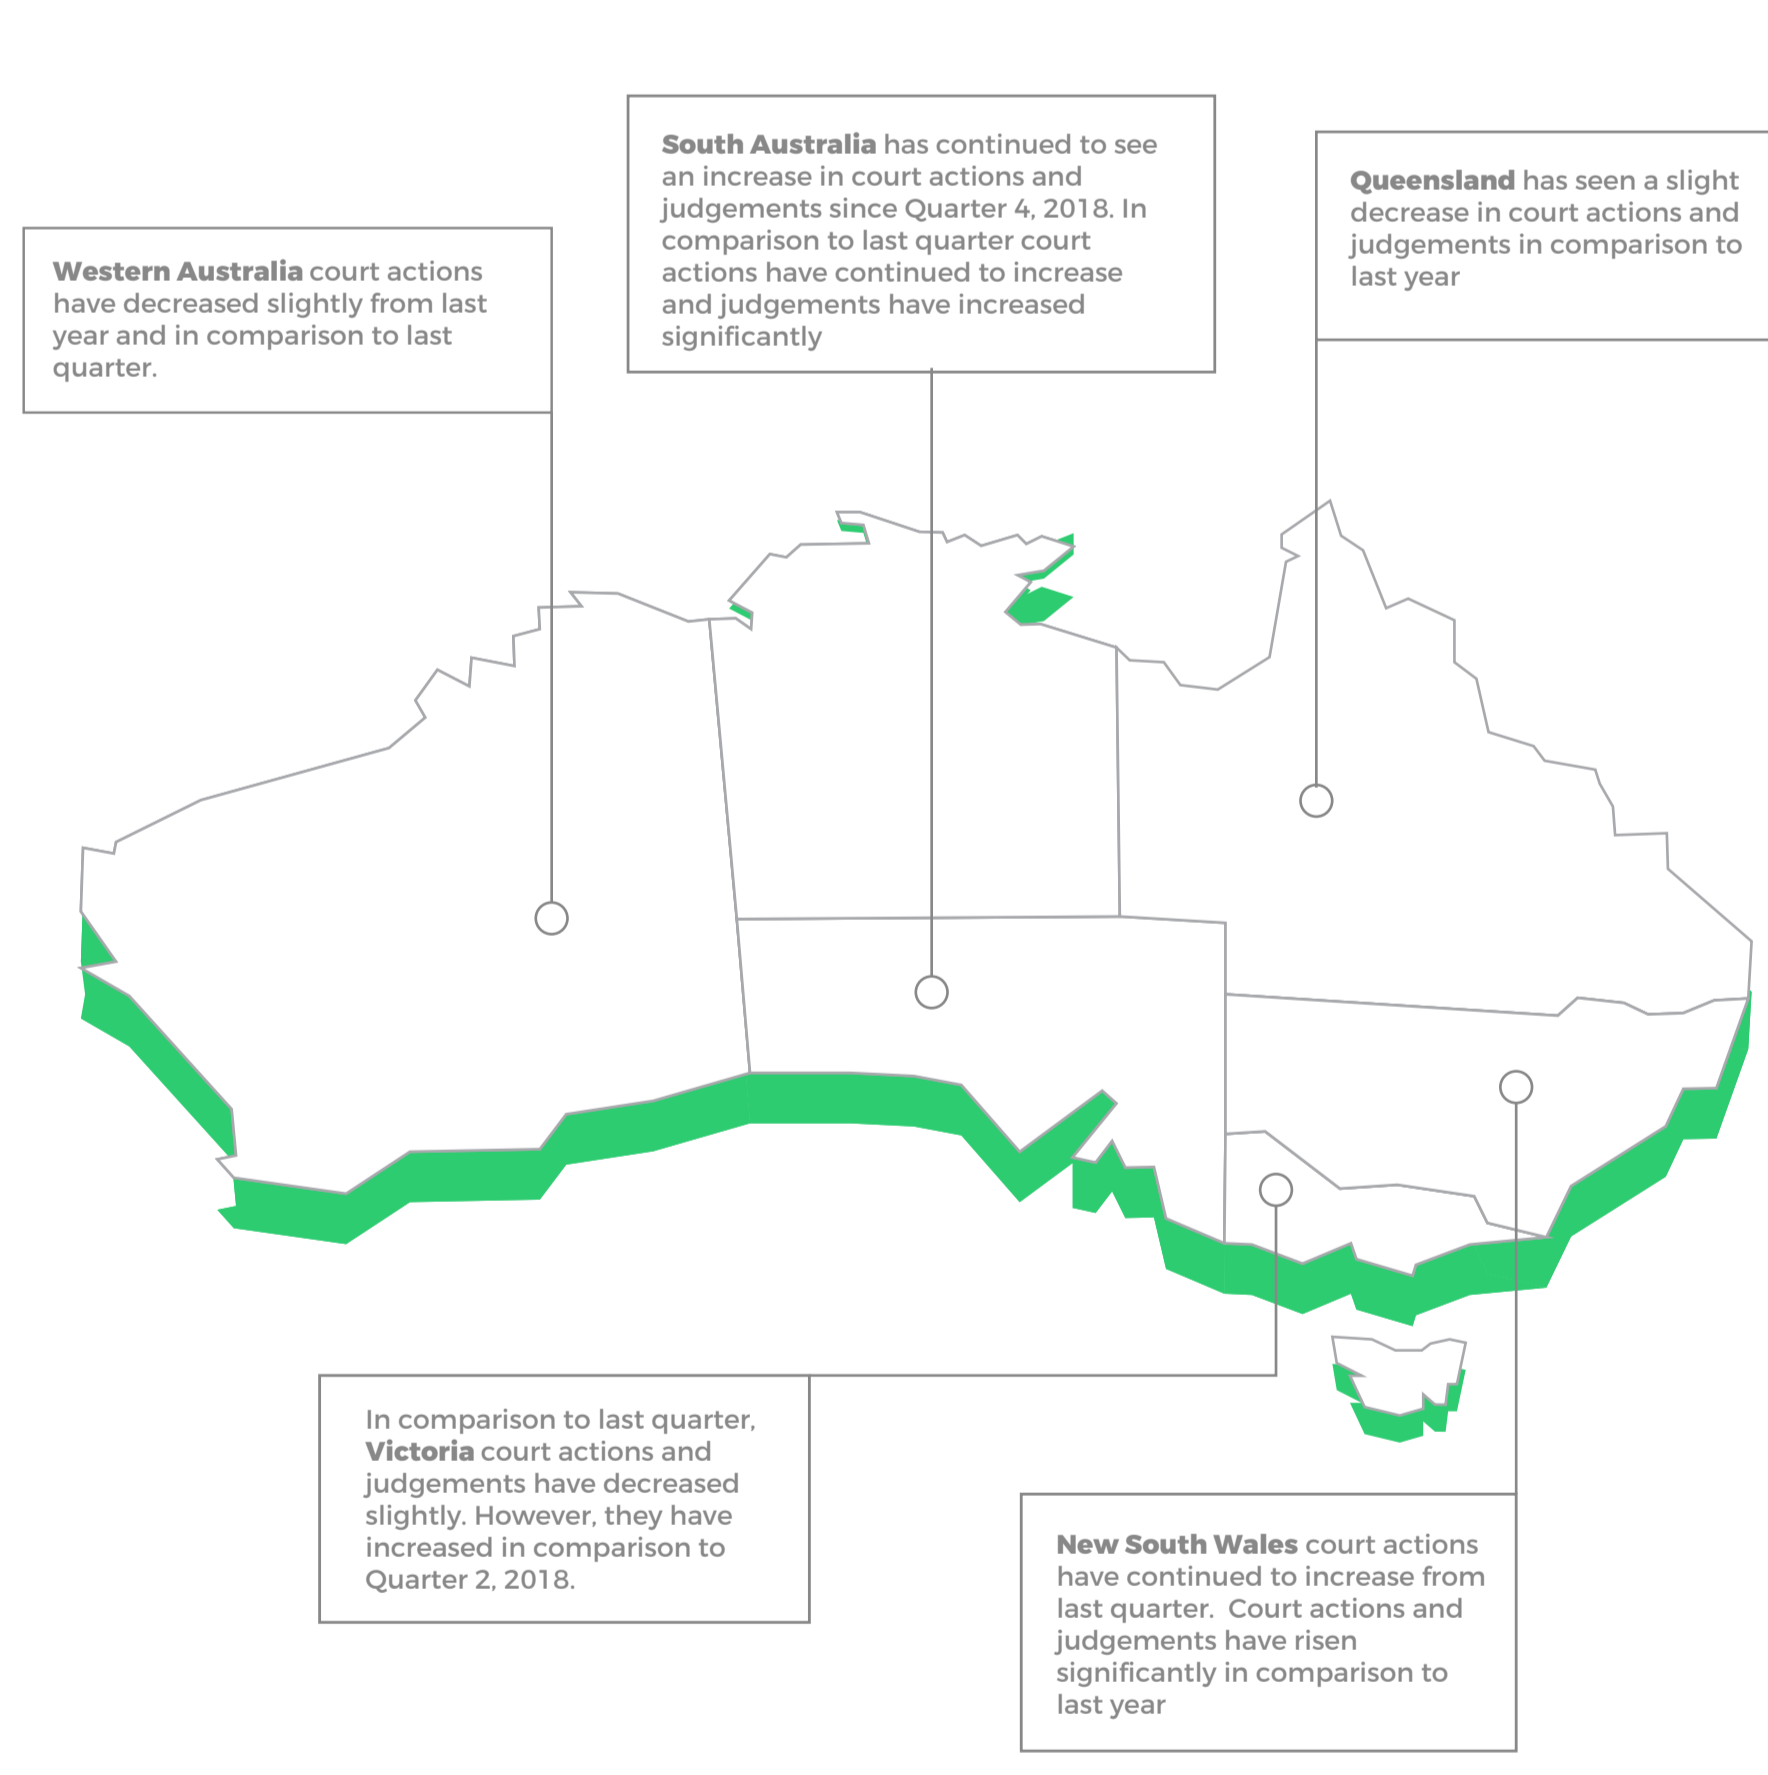 South Australia has continued to see
an increase in court actions and
judgements since Quarter 4, 2018. In
comparison to last quarter court
actions have continued to increase
and judgements have increased
significantly
Queensland has seen a slight
decrease in court actions and
judgements in comparison to
last year
Western Australia court actions
have decreased slightly from last
year and in comparison to last
quarter.
In comparison to last quarter,
Victoria court actions and
judgements have decreased
slightly. However, they have
increased in comparison to
Quarter 2, 2018.
New South Wales court actions
have continued to increase from
last quarter.  Court actions and
judgements have risen
significantly in comparison to
last year